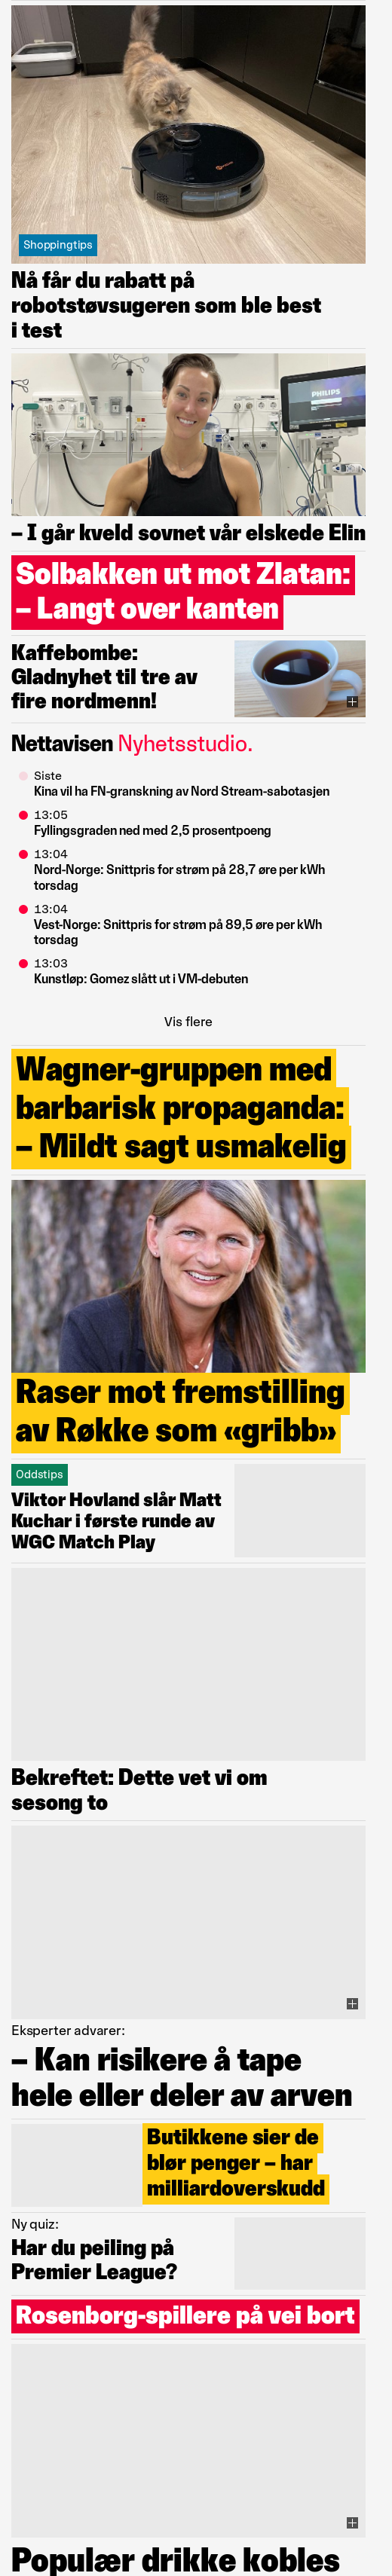 Shoppingtips
Nå får du rabatt på
robotstøvsugeren som ble best
i test
PHILIPS
– I går kveld sovnet vår elskede Elin
Solbakken ut mot Zlatan:
– Langt over kanten
Kaffebombe:
Gladnyhet til tre av
fire nordmenn!
Nettavisen Nyhetsstudio.
Siste
Kina vil ha FN-granskning av Nord Stream-sabotasjen
13:05
Fyllingsgraden ned med 2,5 prosentpoeng
13:04
Nord-Norge: Snittpris for strøm på 28,7 øre per kWh
torsdag
13:04
Vest-Norge: Snittpris for strøm på 89,5 øre per kWh
torsdag
13:03
Kunstløp: Gomez slått ut i VM-debuten
Vis flere
Wagner-gruppen med
barbarisk propaganda:
– Mildt sagt usmakelig
Raser mot fremstilling
av Røkke som «gribb»
Oddstips
Viktor Hovland slår Matt
Kuchar i første runde av
WGC Match Play
Bekreftet: Dette vet vi om
sesong to
Eksperter advarer:
– Kan risikere å tape
hele eller deler av arven
Butikkene sier de
blør penger – har
milliardoverskudd
Ny quiz:
Har du peiling på
Premier League?
Rosenborg-spillere på vei bort
Populær drikke kobles